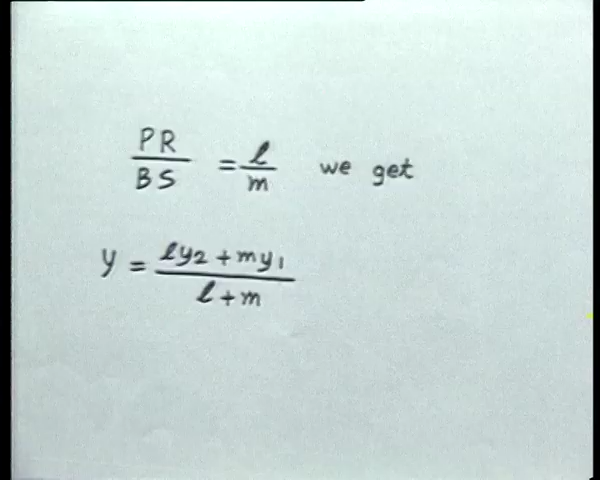 PR/BS = l/m we get
y = ly2 + my1 / l + m